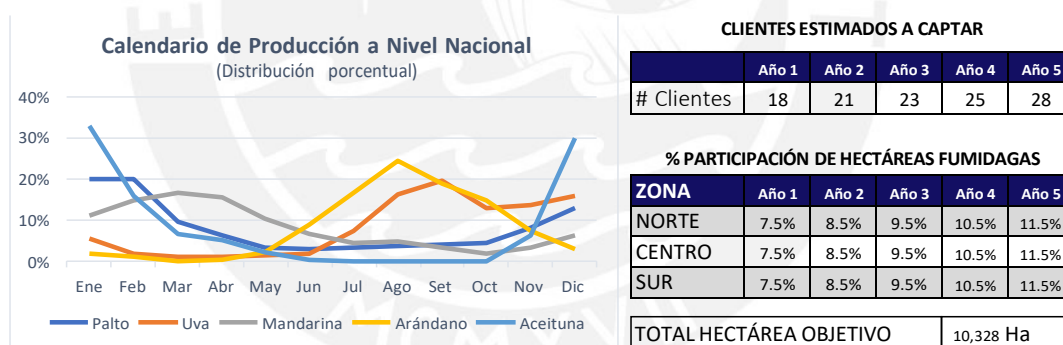 Calendario de Producción a Nivel Nacional
(Distribución porcentual)
40%
30%
20%
10%
0%
Ene Feb Mar Abr May Jun Jul Ago Set Oct Nov Dic
Palto Uva Mandarina Arándano Aceituna
CLIENTES ESTIMADOS A CAPTAR
Año 1 Año 2 Año 3 Año 4 Año 5
# Clientes 18 21 23 25 28
% PARTICIPACIÓN DE HECTÁREAS FUMIDAGAS
ZONA Año 1 Año 2 Año 3 Año 4 Año 5
NORTE 7.5% 8.5% 9.5% 10.5% 11.5%
CENTRO 7.5% 8.5% 9.5% 10.5% 11.5%
SUR 7.5% 8.5% 9.5% 10.5% 11.5%
TOTAL HECTÁREA OBJETIVO 10,328 Ha